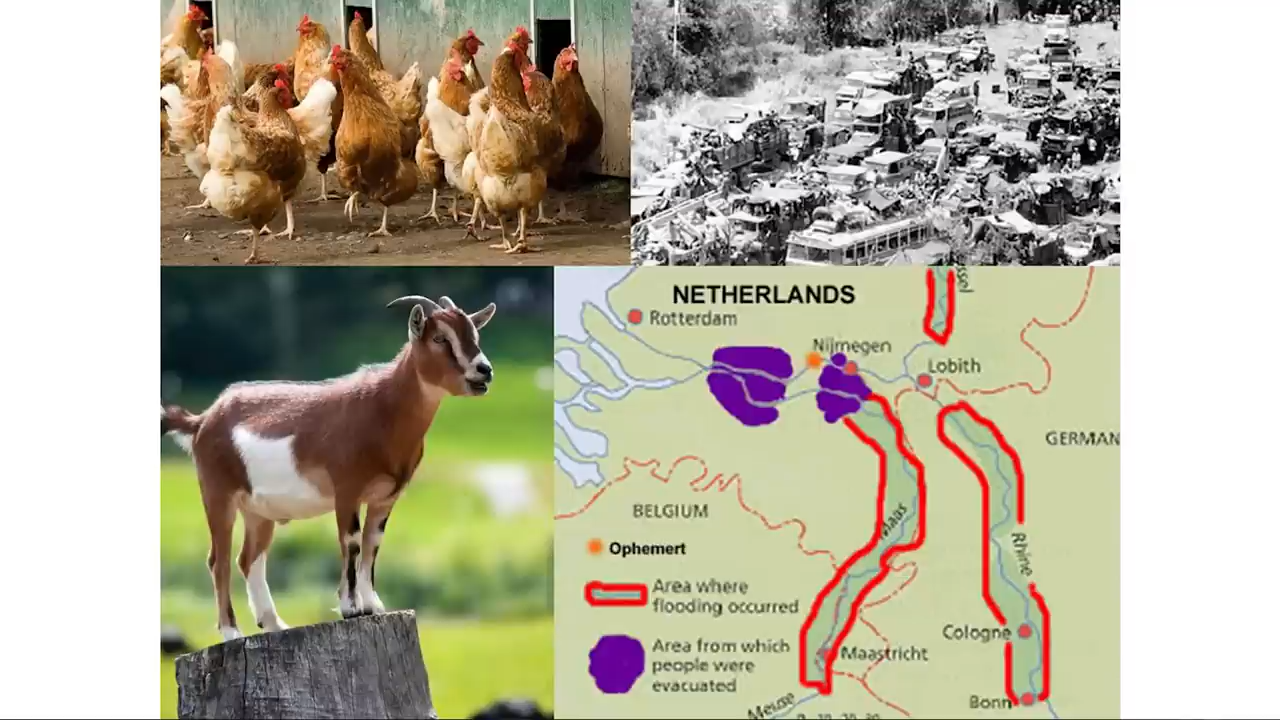 NETHERLANDS
Rotterdam
Nijmegen
Lobith
GERMAN
BELGIUM
Maas
Rhine
Ophemert
Area where
flooding occurred
Area from which
people were
evacuated
Cologne
Maastricht
Bonn
Meuse